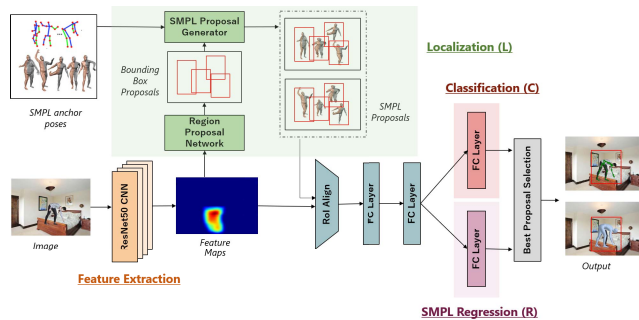 SMPL Proposal
Generator
Localization (L)
Bounding
Box
Proposals
SMPL anchor
poses
SMPL
Proposals
Region
Proposal
Network
Classification (C)
FC Layer
ResNet50 CNN
RoI Align
FC Layer
FC Layer
Best Proposal Selection
Image
Feature
Maps
FC Layer
Output
Feature Extraction
SMPL Regression (R)